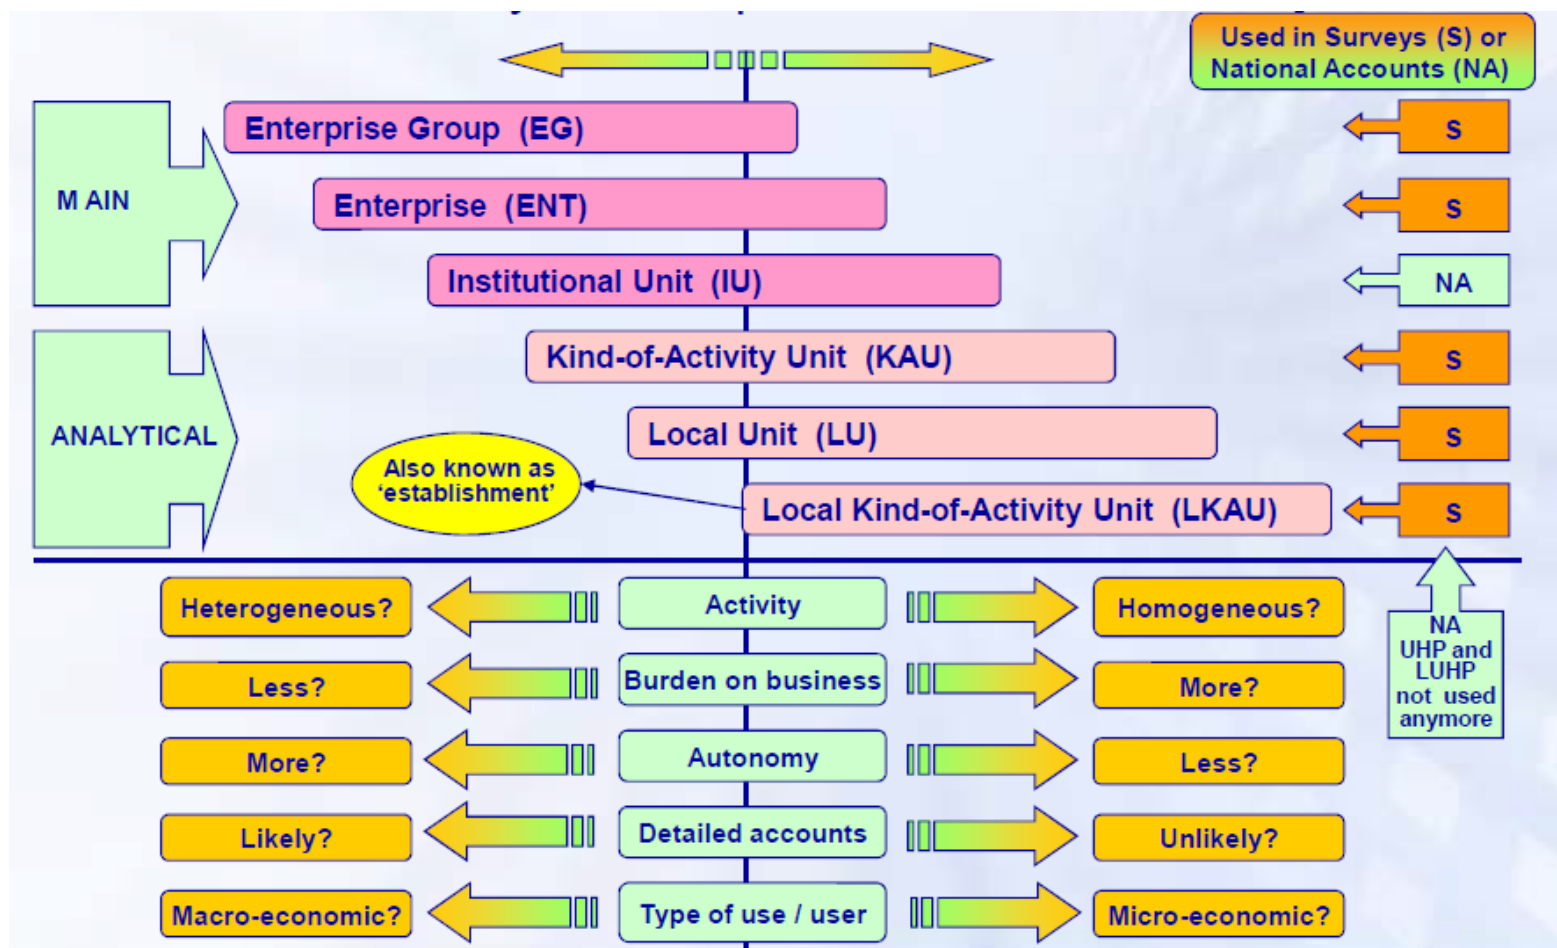 Used in Surveys (S) or
National Accounts (NA)
MAIN
Enterprise Group (EG)
S
Enterprise (ENT)
S
Institutional Unit (IU)
NA
ANALYTICAL
Kind-of-Activity Unit (KAU)
S
Local Unit (LU)
S
Also known as
‘establishment’
Local Kind-of-Activity Unit (LKAU)
S
Heterogeneous?
Activity
Homogeneous?
NA
UHP and
LUHP
not used
anymore
Less?
Burden on business
More?
More?
Autonomy
Less?
Likely?
Detailed accounts
Unlikely?
Macro-economic?
Type of use / user
Micro-economic?